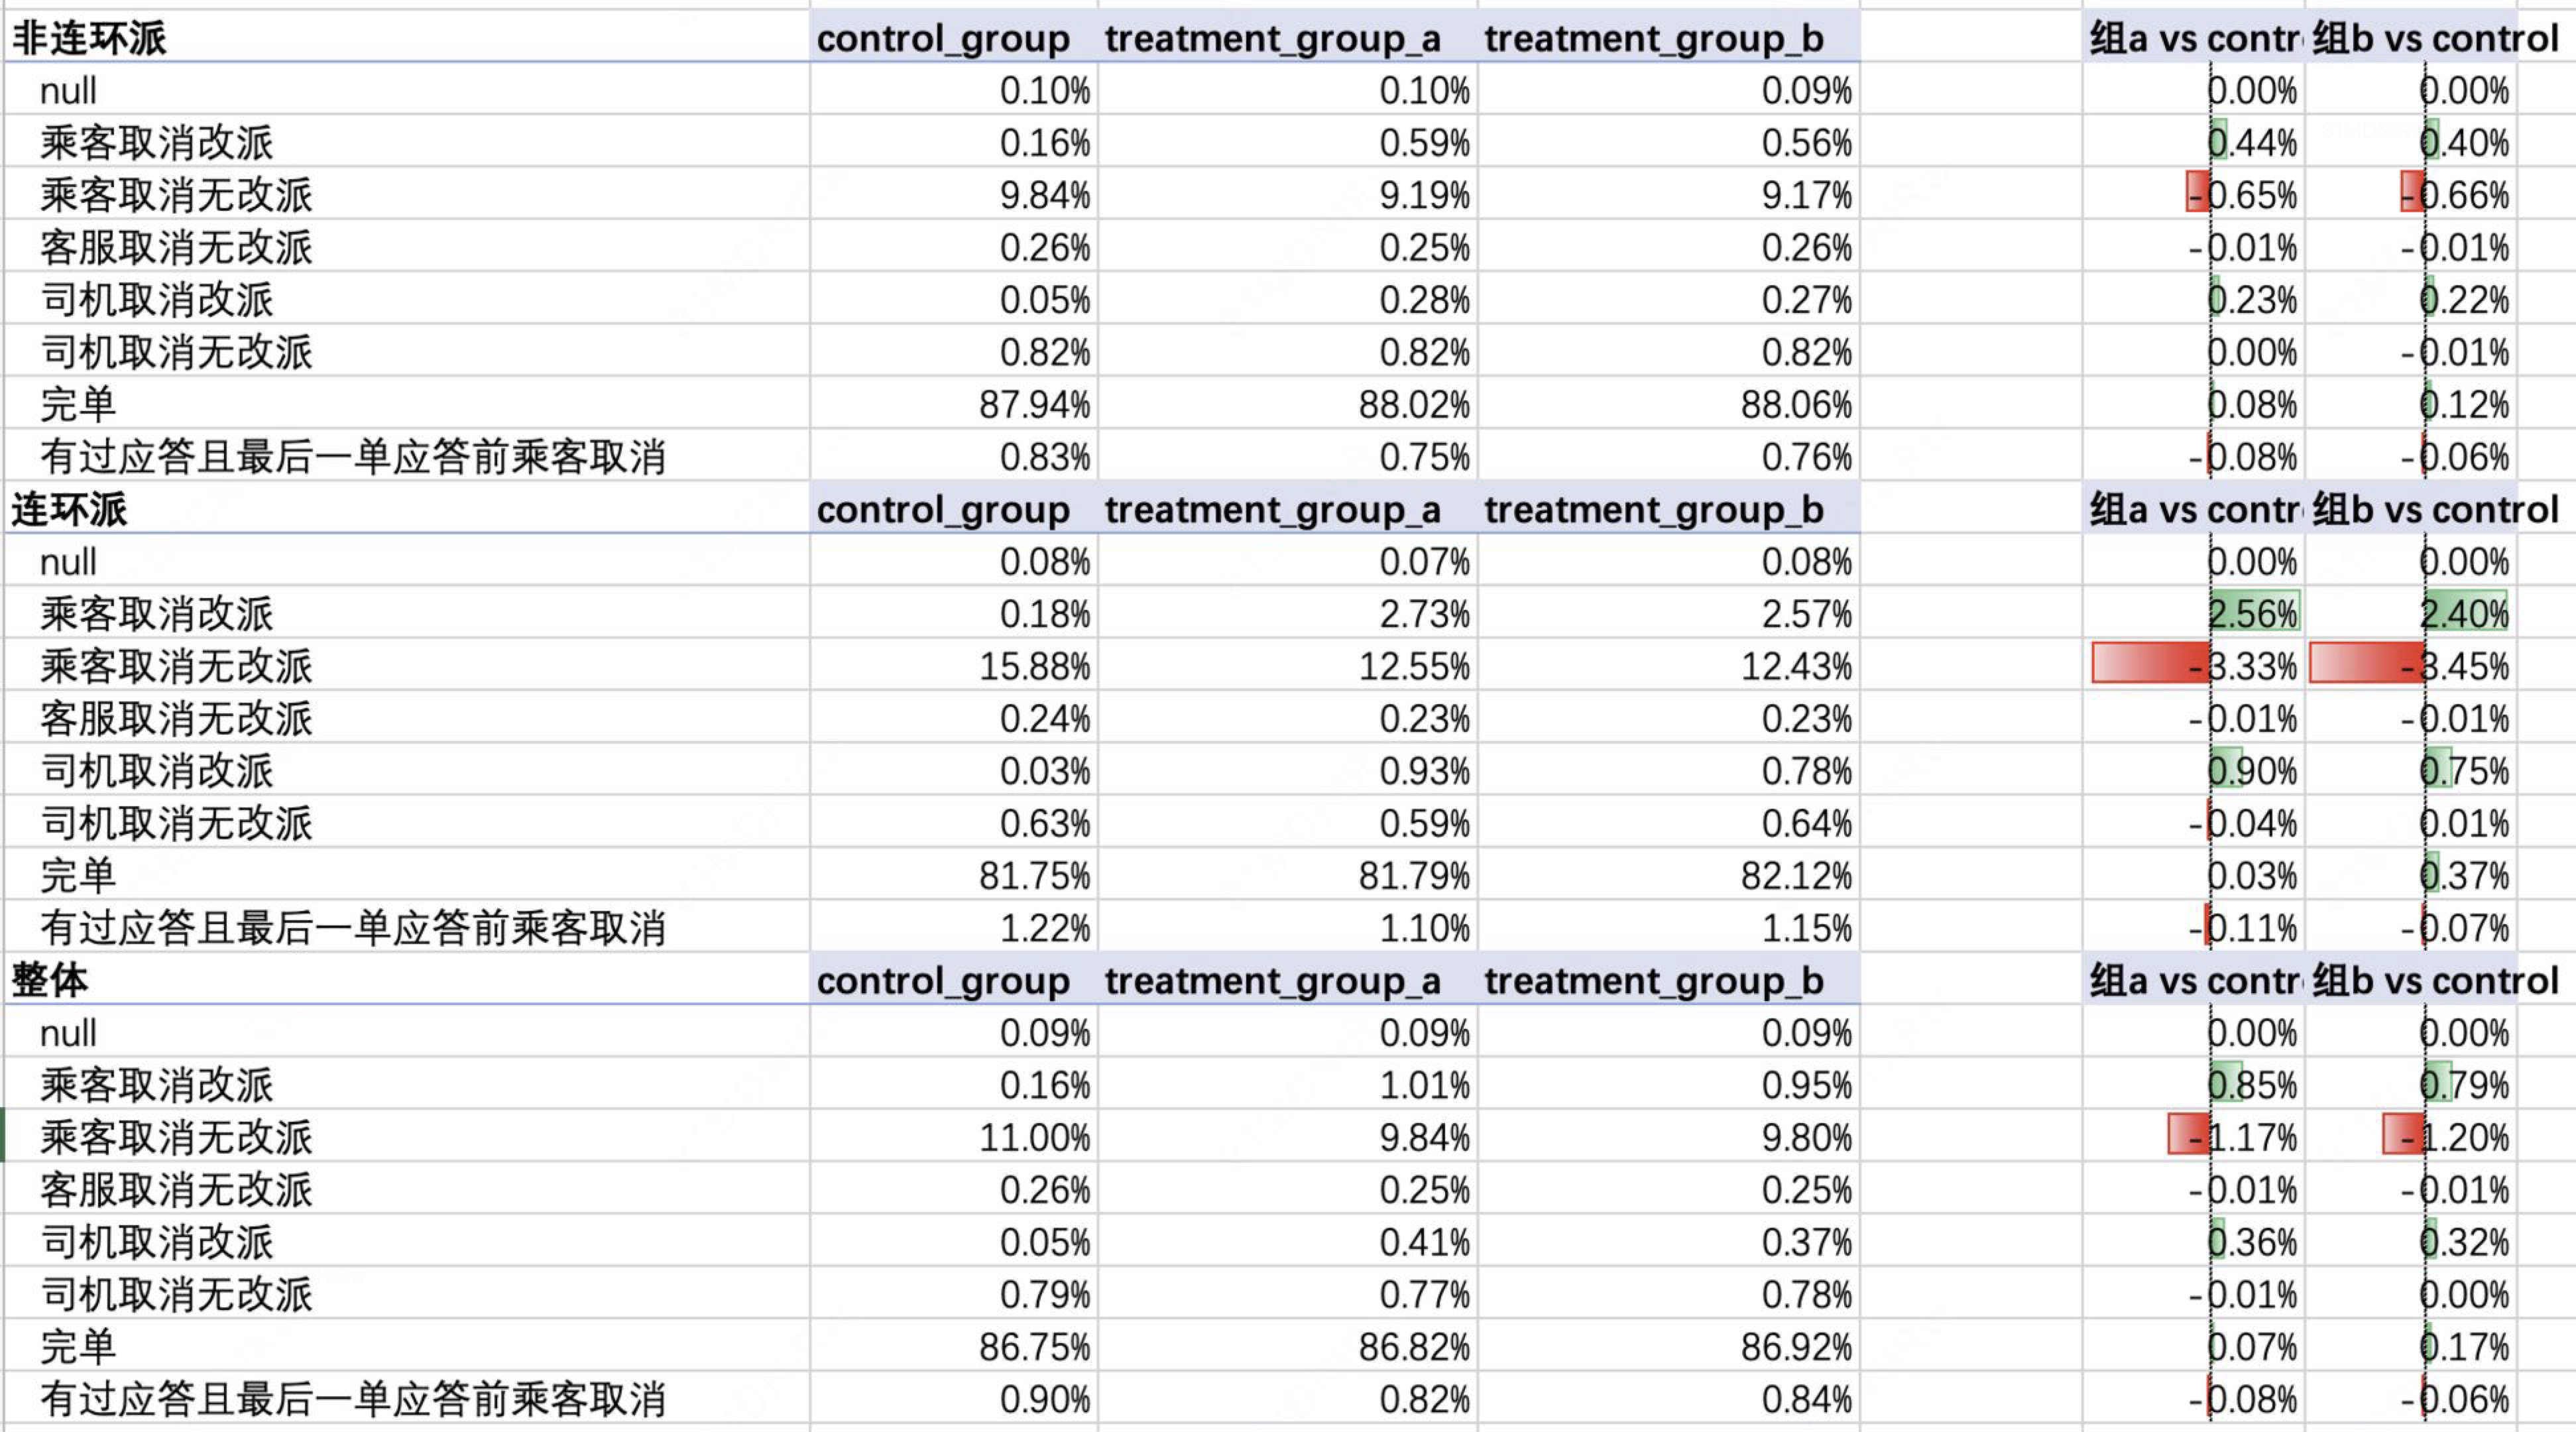 非连环派 control_group treatment_group_a treatment_group_b 组a vs contr 组b vs control
null 0.10% 0.10% 0.09% 0.00% 0.00%
乘客取消改派 0.16% 0.59% 0.56% 0.44% 0.40%
乘客取消无改派 9.84% 9.19% 9.17% -0.65% -0.66%
客服取消无改派 0.26% 0.25% 0.26% -0.01% -0.01%
司机取消改派 0.05% 0.28% 0.27% 0.23% 0.22%
司机取消无改派 0.82% 0.82% 0.82% 0.00% -0.01%
完单 87.94% 88.02% 88.06% 0.08% 0.12%
有过应答且最后一单应答前乘客取消 0.83% 0.75% 0.76% -0.08% -0.06%
连环派 control_group treatment_group_a treatment_group_b 组a vs contr 组b vs control
null 0.08% 0.07% 0.08% 0.00% 0.00%
乘客取消改派 0.18% 2.73% 2.57% 2.56% 2.40%
乘客取消无改派 15.88% 12.55% 12.43% -3.33% -3.45%
客服取消无改派 0.24% 0.23% 0.23% -0.01% -0.01%
司机取消改派 0.03% 0.93% 0.78% 0.90% 0.75%
司机取消无改派 0.63% 0.59% 0.64% -0.04% 0.01%
完单 81.75% 81.79% 82.12% 0.03% 0.37%
有过应答且最后一单应答前乘客取消 1.22% 1.10% 1.15% -0.11% -0.07%
整体 control_group treatment_group_a treatment_group_b 组a vs contr 组b vs control
null 0.09% 0.09% 0.09% 0.00% 0.00%
乘客取消改派 0.16% 1.01% 0.95% 0.85% 0.79%
乘客取消无改派 11.00% 9.84% 9.80% -1.17% -1.20%
客服取消无改派 0.26% 0.25% 0.25% -0.01% -0.01%
司机取消改派 0.05% 0.41% 0.37% 0.36% 0.32%
司机取消无改派 0.79% 0.77% 0.78% -0.01% 0.00%
完单 86.75% 86.82% 86.92% 0.07% 0.17%
有过应答且最后一单应答前乘客取消 0.90% 0.82% 0.84% -0.08% -0.06%